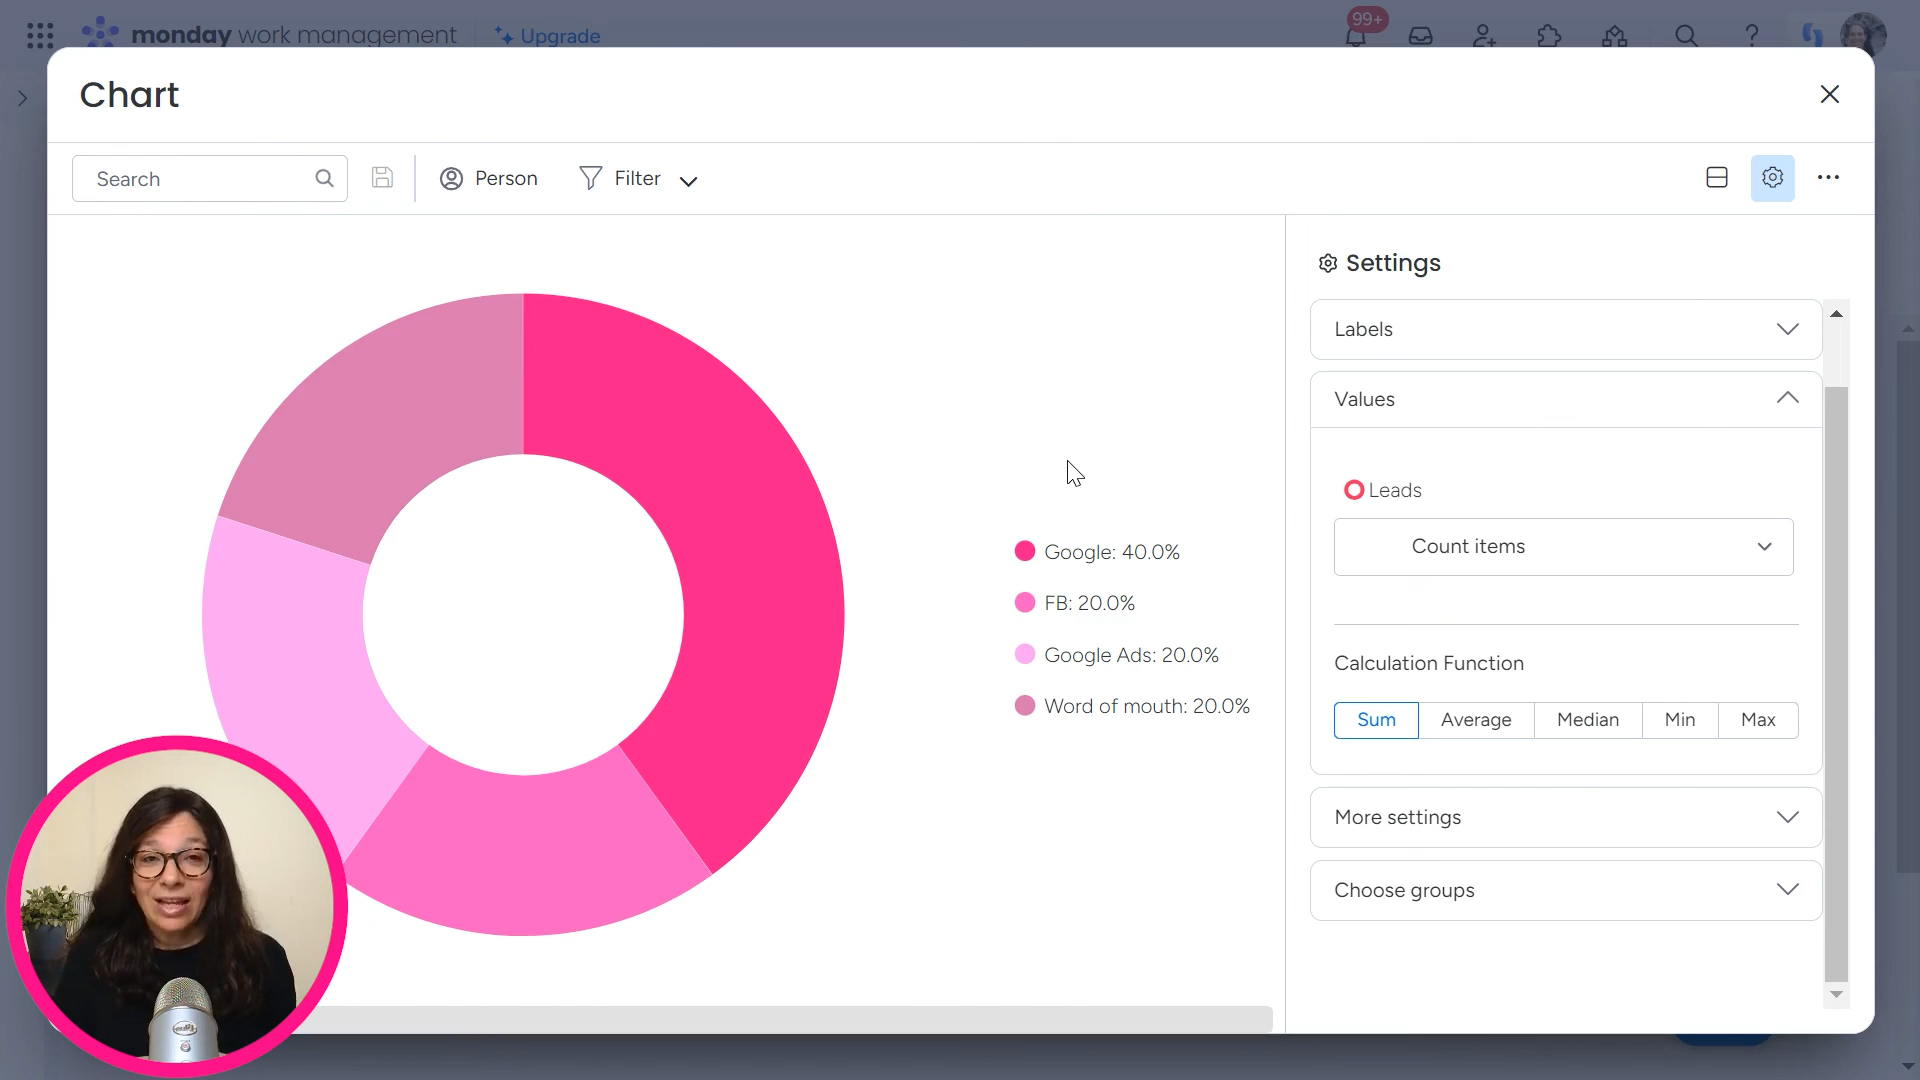 monday work management
Upgrade
99+
Chart
Search
Person
Filter
Settings
Labels
Values
Leads
Count items
Calculation Function
Sum
Average
Median
Min
Max
More settings
Choose groups
Google: 40.0%
FB: 20.0%
Google Ads: 20.0%
Word of mouth: 20.0%